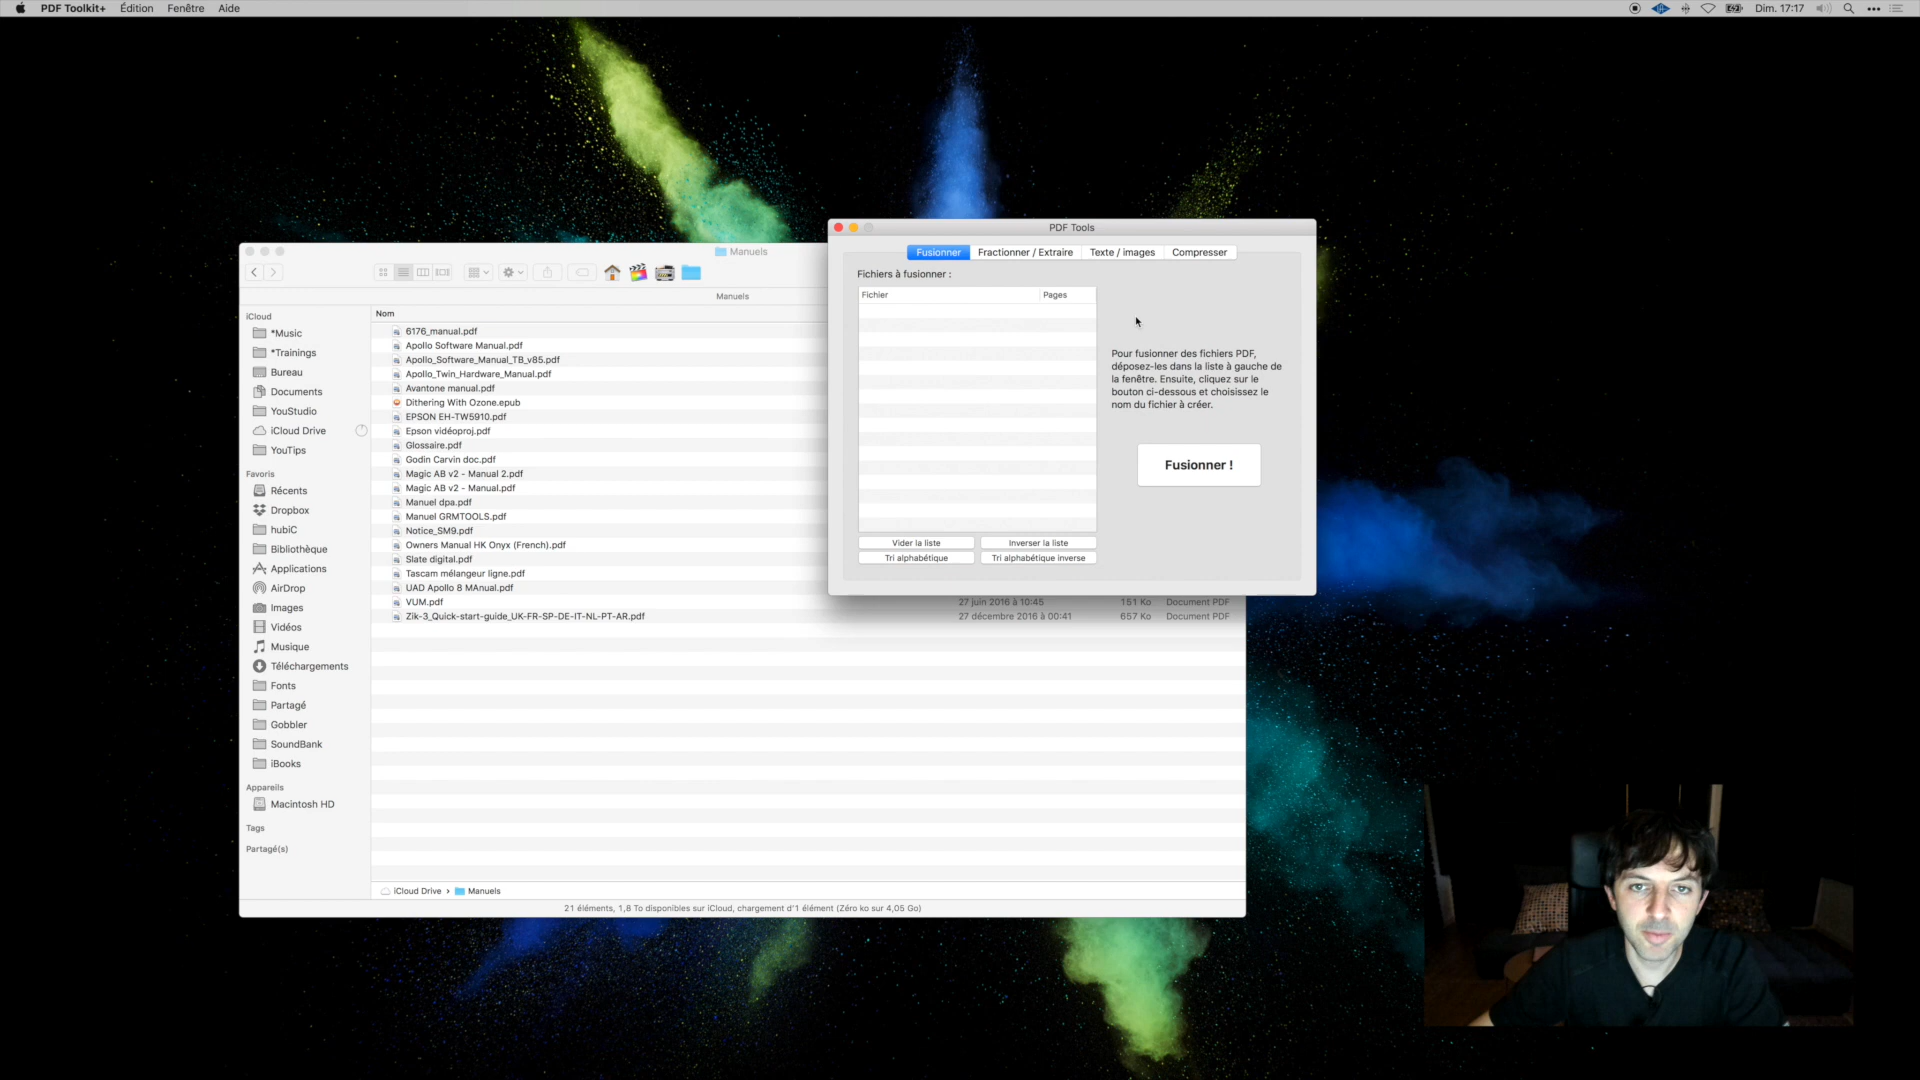 PDF Toolkit+ Édition Fenêtre Aide
Dim. 17:17
Manuels
Manuels
iCloud
*Music
*Trainings
Bureau
Documents
YouStudio
iCloud Drive
YouTips
Favoris
Récents
Dropbox
hubiC
Bibliothèque
Applications
AirDrop
Images
Vidéos
Musique
Téléchargements
Fonts
Partagé
Gobbler
SoundBank
iBooks
Appareils
Macintosh HD
Tags
Partagé(s)
Nom
6176_manual.pdf
Apollo Software Manual.pdf
Apollo_Software_Manual_TB_v85.pdf
Apollo_Twin_Hardware_Manual.pdf
Avantone manual.pdf
Dithering With Ozone.epub
EPSON EH-TW5910.pdf
Epson vidéoproj.pdf
Glossaire.pdf
Godin Carvin doc.pdf
Magic AB v2 - Manual 2.pdf
Magic AB v2 - Manual.pdf
Manuel dpa.pdf
Manuel GRMTOOLS.pdf
Notice_SM9.pdf
Owners Manual HK Onyx (French).pdf
Slate digital.pdf
Tascam mélangeur ligne.pdf
UAD Apollo 8 MAnual.pdf
VUM.pdf 27 juin 2016 à 10:45 151 Ko Document PDF
Zik-3_Quick-start-guide_UK-FR-SP-DE-IT-NL-PT-AR.pdf 27 décembre 2016 à 00:41 657 Ko Document PDF
iCloud Drive › Manuels
21 éléments, 1,8 To disponibles sur iCloud, chargement d'1 élément (Zéro ko sur 4,05 Go)
PDF Tools
Fusionner Fractionner / Extraire Texte / images Compresser
Fichiers à fusionner :
Fichier Pages
Pour fusionner des fichiers PDF,
déposez-les dans la liste à gauche de
la fenêtre. Ensuite, cliquez sur le
bouton ci-dessous et choisissez le
nom du fichier à créer.
Fusionner !
Vider la liste Inverser la liste
Tri alphabétique Tri alphabétique inverse